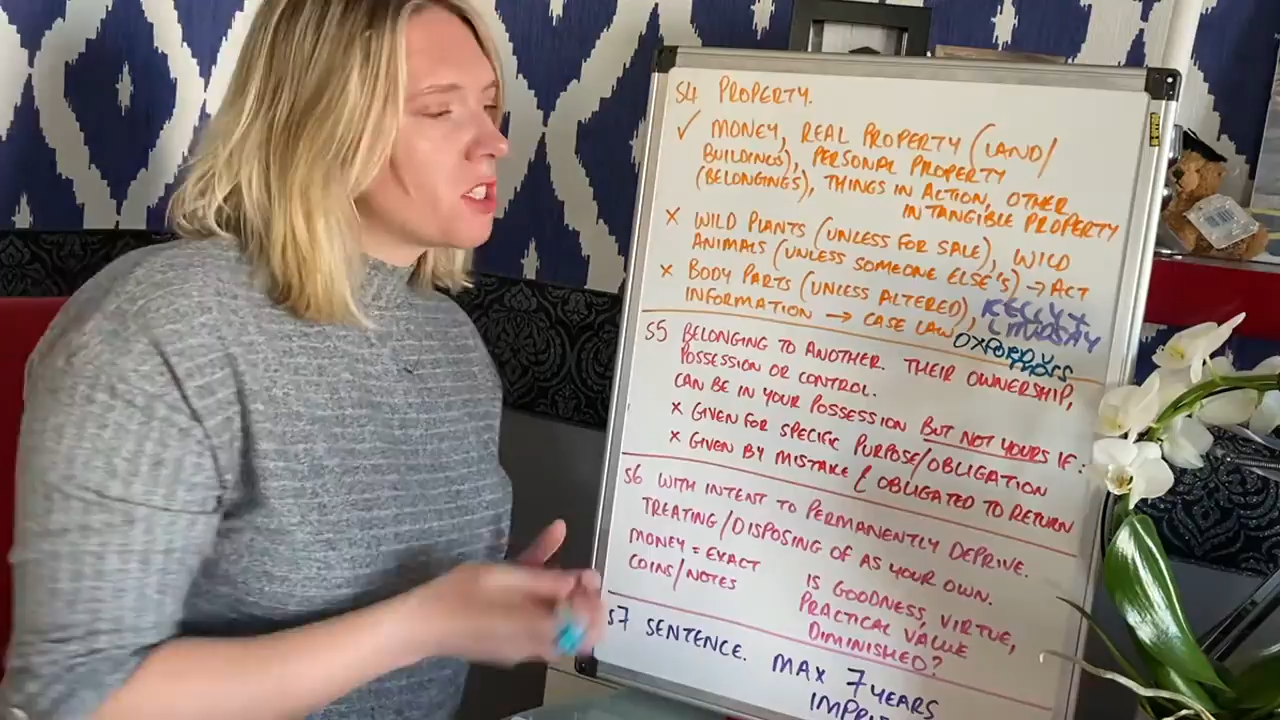 S4 PROPERTY.
✓ MONEY, REAL PROPERTY (LAND/
BUILDINGS), PERSONAL PROPERTY
(BELONGINGS), THINGS IN ACTION, OTHER
INTANGIBLE PROPERTY
X WILD PLANTS (UNLESS FOR SALE), WILD
ANIMALS (UNLESS SOMEONE ELSE'S) → ACT
X BODY PARTS (UNLESS ALTERED), KELLY +
INFORMATION → CASE LAW, LINDSAY
OXFORD V
MOSS
S5 BELONGING TO ANOTHER. THEIR OWNERSHIP,
POSSESSION OR CONTROL.
CAN BE IN YOUR POSSESSION BUT NOT YOURS IF:
X GIVEN FOR SPECIFIC PURPOSE/OBLIGATION
X GIVEN BY MISTAKE & OBLIGATED TO RETURN
S6 WITH INTENT TO PERMANENTLY DEPRIVE.
TREATING/DISPOSING OF AS YOUR OWN.
MONEY = EXACT
COINS/NOTES
IS GOODNESS, VIRTUE,
PRACTICAL VALUE
DIMINISHED?
S7 SENTENCE. MAX 7 YEARS